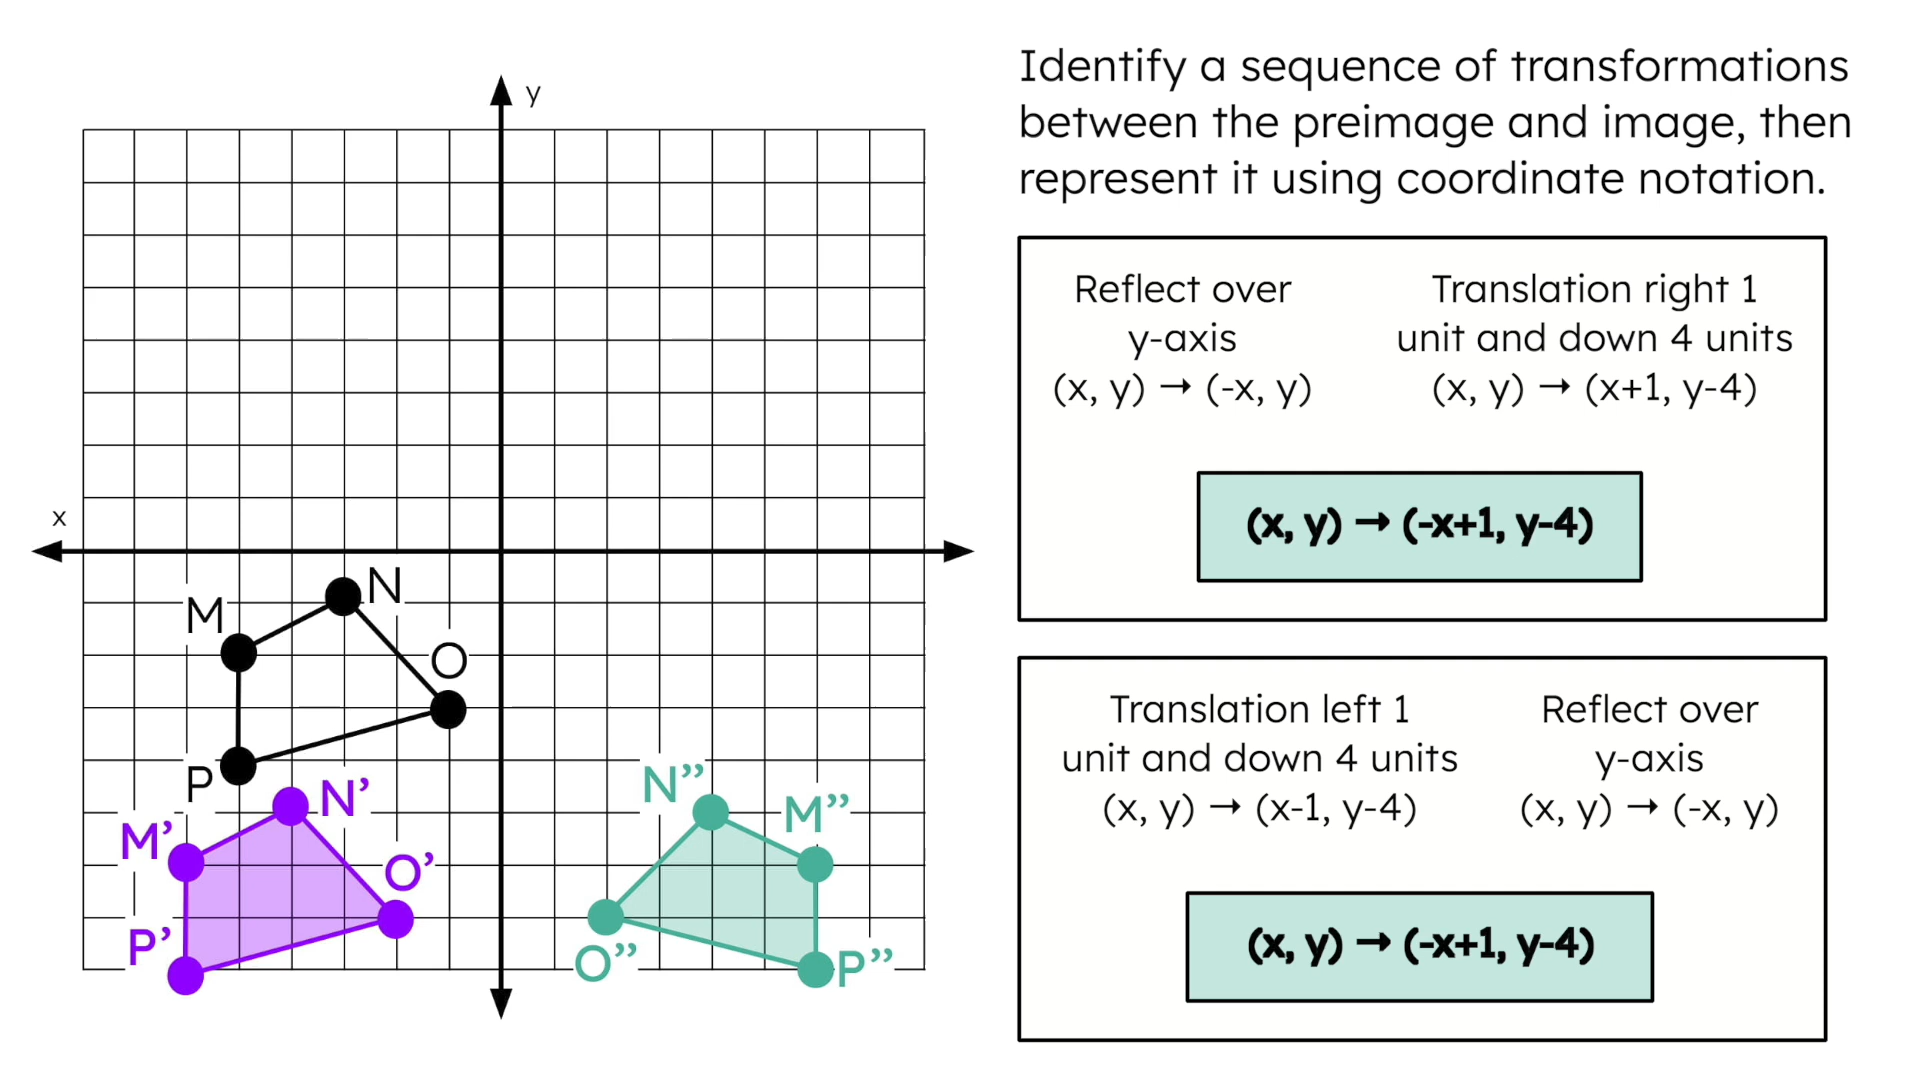 Identify a sequence of transformations
between the preimage and image, then
represent it using coordinate notation.
y
x
N
M
O
P
N’
M’
O’
P’
N”
M”
O”
P”
Reflect over
y-axis
(x, y) → (-x, y)
Translation right 1
unit and down 4 units
(x, y) → (x+1, y-4)
(x, y) → (-x+1, y-4)
Translation left 1
unit and down 4 units
(x, y) → (x-1, y-4)
Reflect over
y-axis
(x, y) → (-x, y)
(x, y) → (-x+1, y-4)